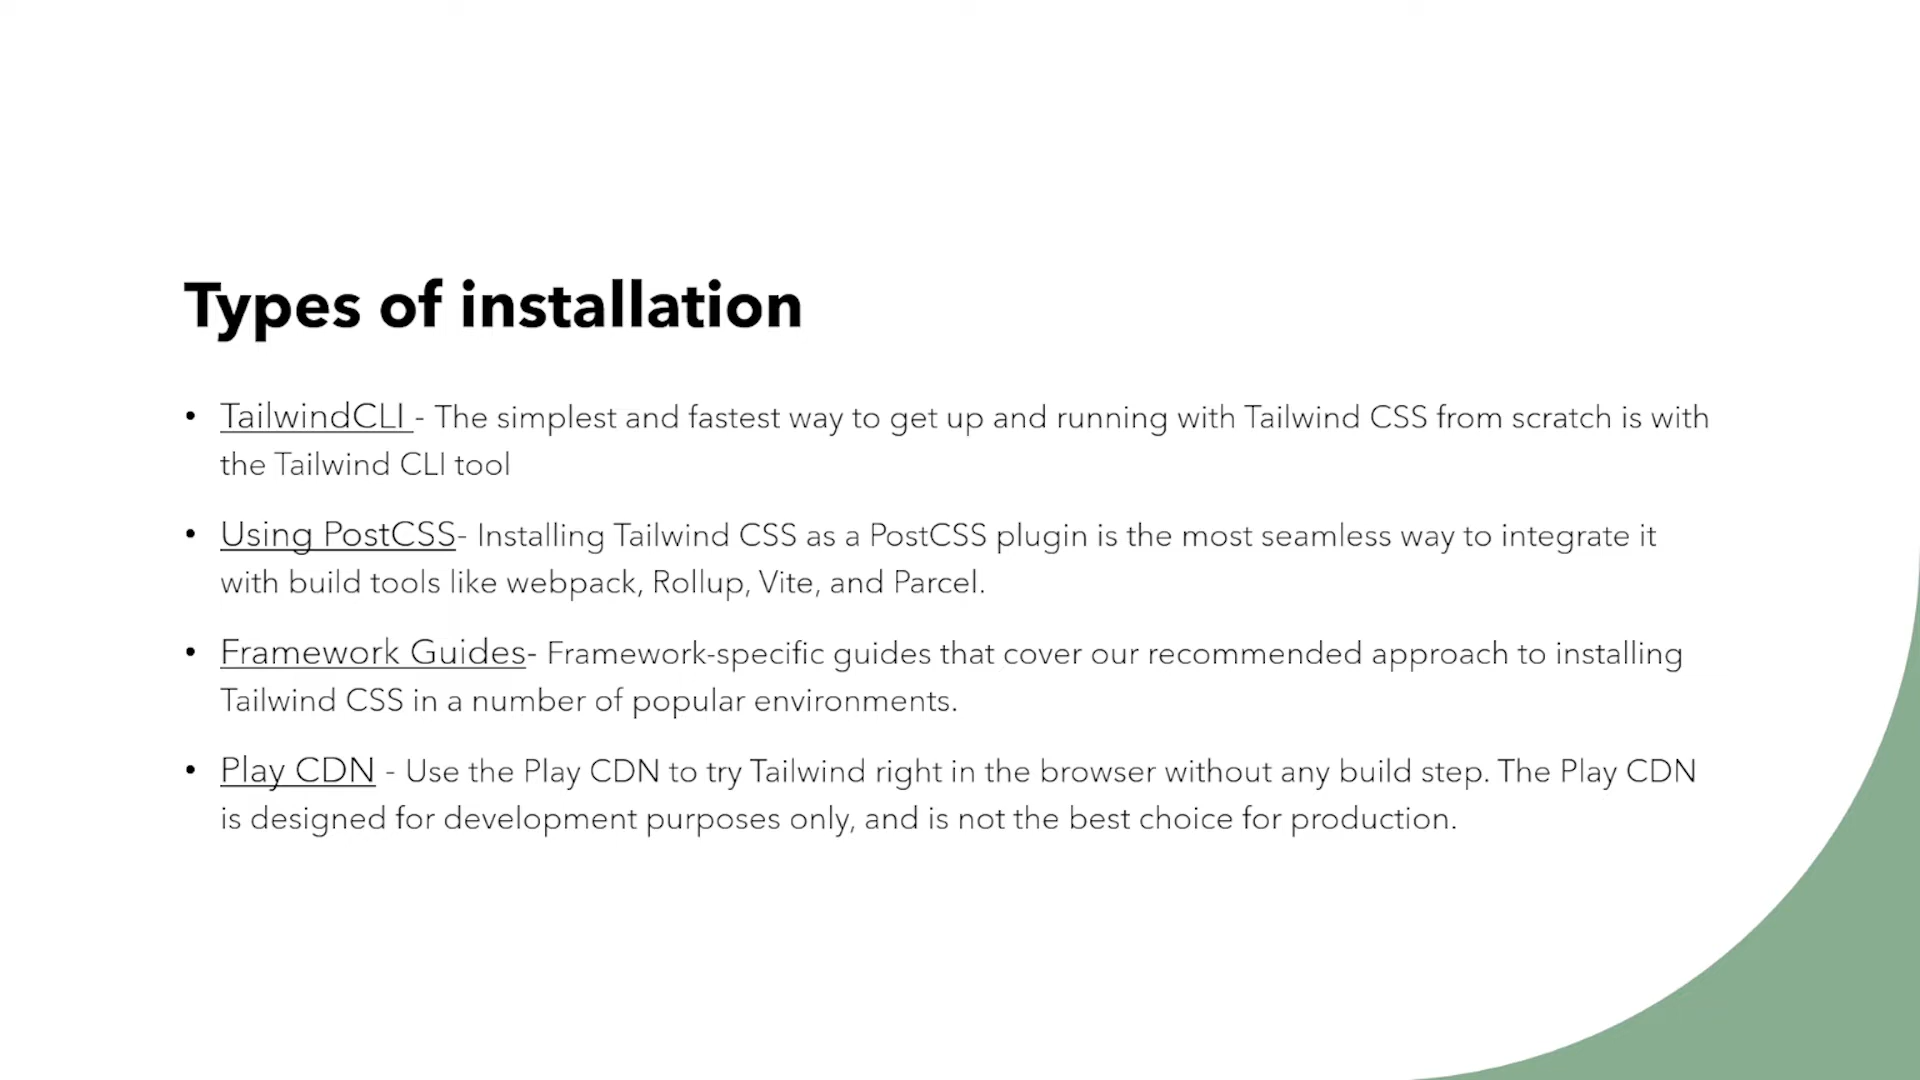 Types of installation
• TailwindCLI - The simplest and fastest way to get up and running with Tailwind CSS from scratch is with
the Tailwind CLI tool
• Using PostCSS- Installing Tailwind CSS as a PostCSS plugin is the most seamless way to integrate it
with build tools like webpack, Rollup, Vite, and Parcel.
• Framework Guides- Framework-specific guides that cover our recommended approach to installing
Tailwind CSS in a number of popular environments.
• Play CDN - Use the Play CDN to try Tailwind right in the browser without any build step. The Play CDN
is designed for development purposes only, and is not the best choice for production.